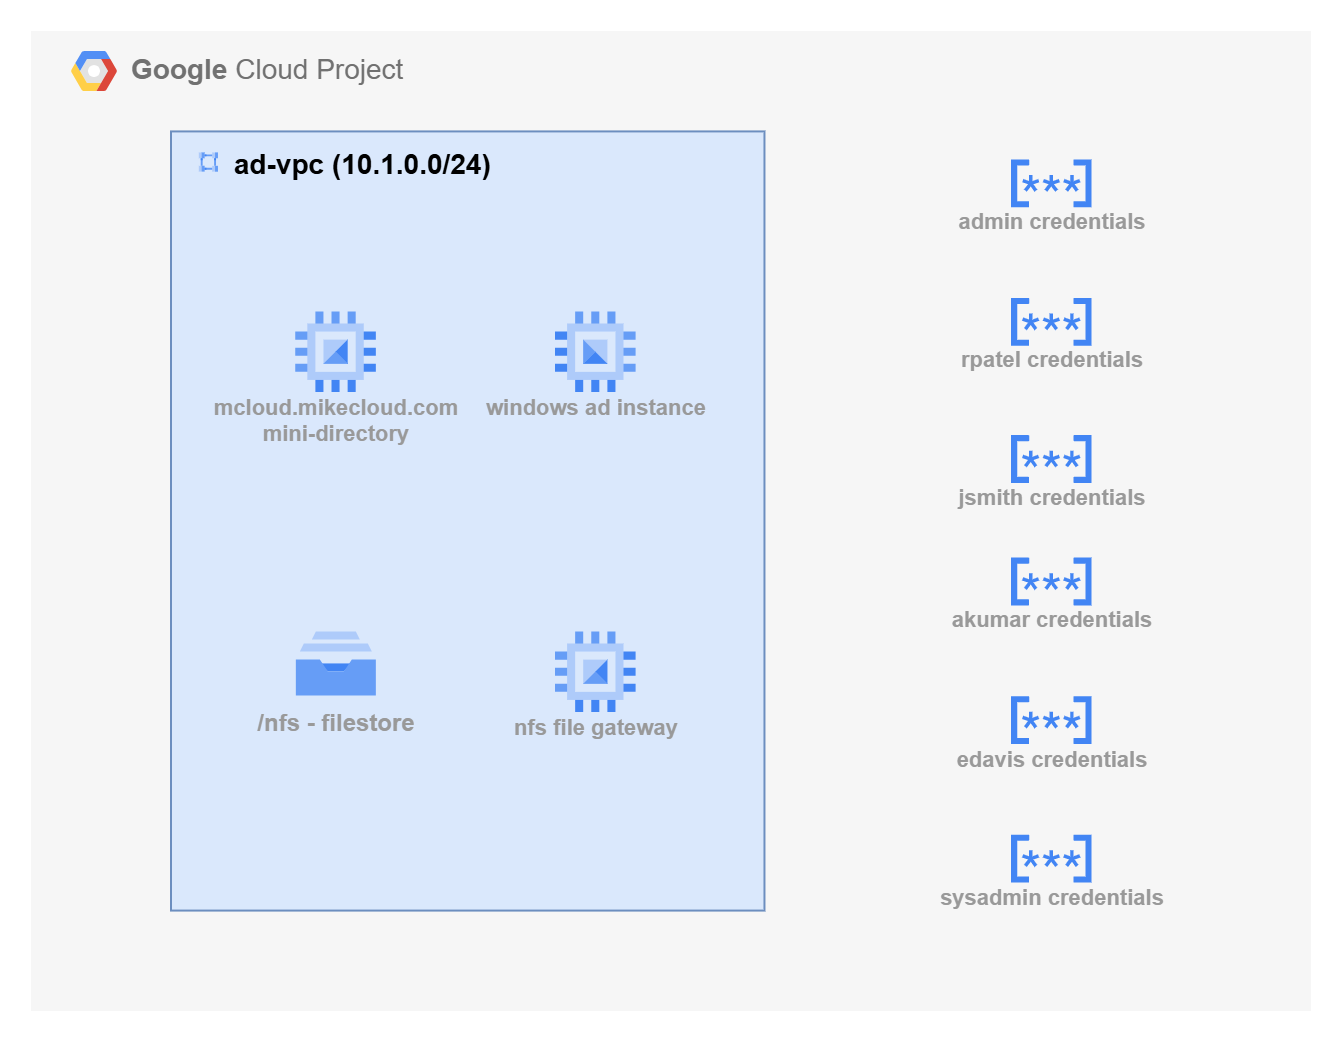 Google Cloud Project
ad-vpc (10.1.0.0/24)
mcloud.mikecloud.com
mini-directory
windows ad instance
/nfs - filestore
nfs file gateway
[***]
admin credentials
[***]
rpatel credentials
[***]
jsmith credentials
[***]
akumar credentials
[***]
edavis credentials
[***]
sysadmin credentials